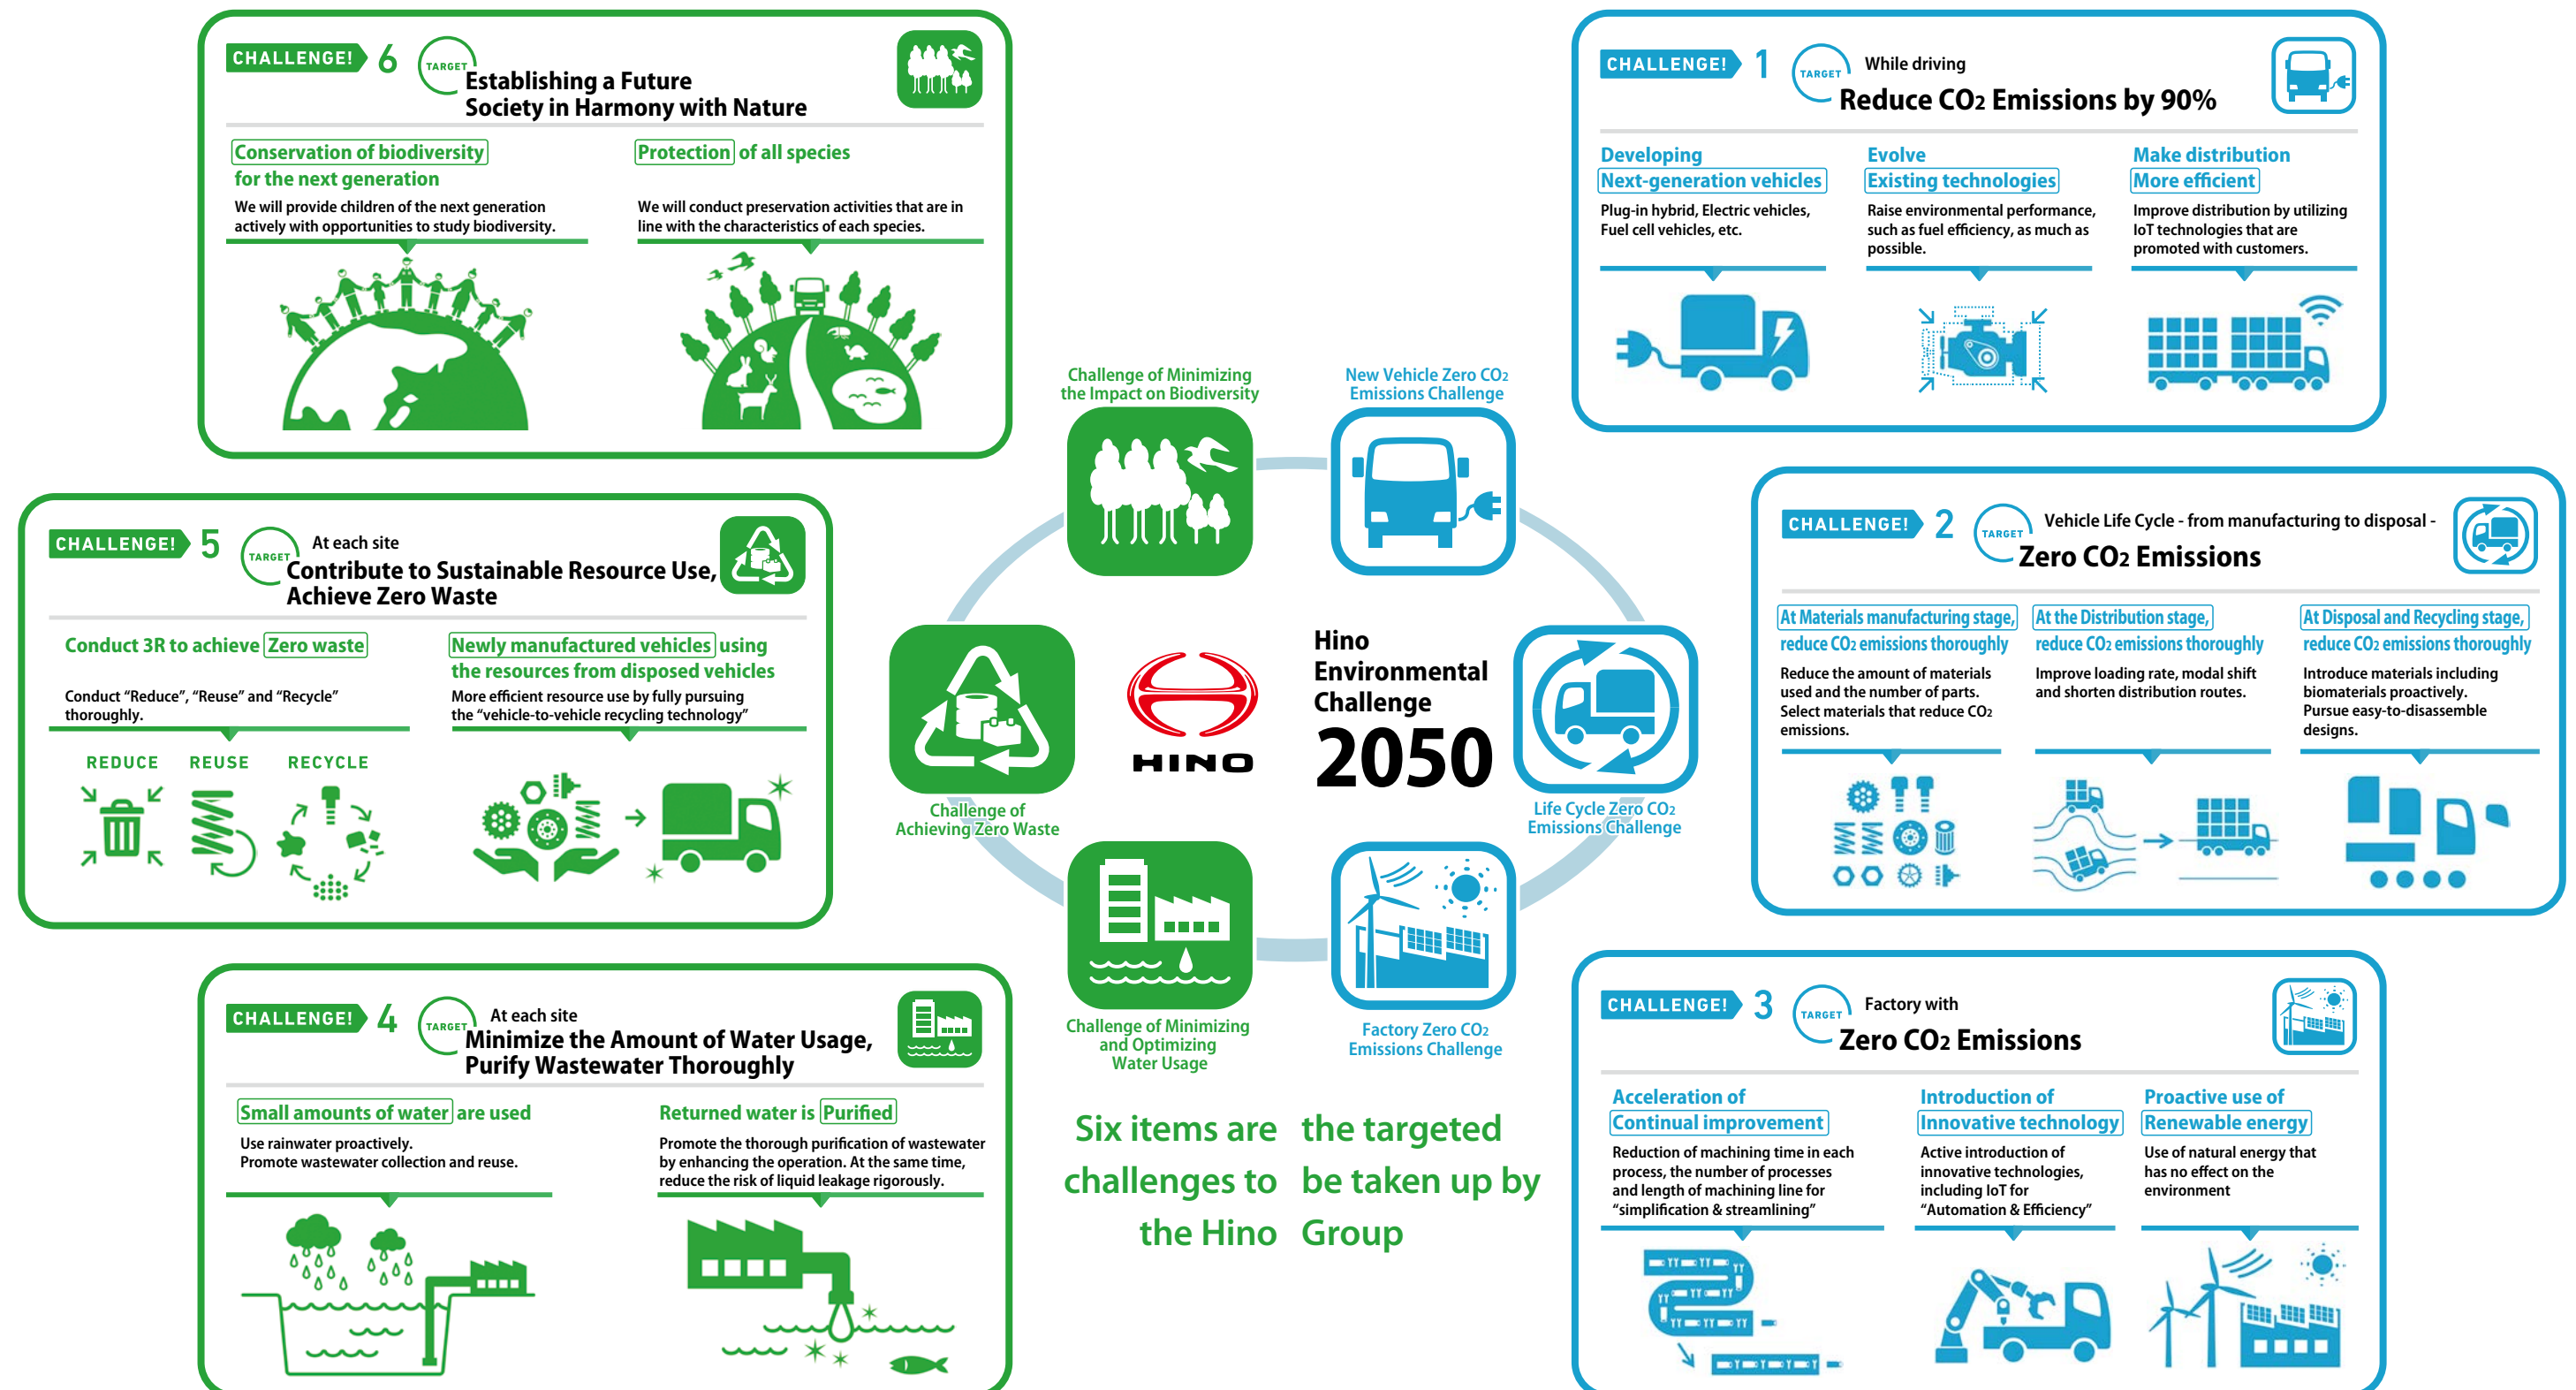 CHALLENGE! 6
TARGET
Establishing a Future
Society in Harmony with Nature
Conservation of biodiversity
for the next generation
We will provide children of the next generation
actively with opportunities to study biodiversity.
Protection of all species
We will conduct preservation activities that are in
line with the characteristics of each species.
CHALLENGE! 1
TARGET
While driving
Reduce CO2 Emissions by 90%
Developing
Next-generation vehicles
Plug-in hybrid, Electric vehicles,
Fuel cell vehicles, etc.
Evolve
Existing technologies
Raise environmental performance,
such as fuel efficiency, as much as
possible.
Make distribution
More efficient
Improve distribution by utilizing
IoT technologies that are
promoted with customers.
Challenge of Minimizing
the Impact on Biodiversity
New Vehicle Zero CO2
Emissions Challenge
CHALLENGE! 5
TARGET
At each site
Contribute to Sustainable Resource Use,
Achieve Zero Waste
Conduct 3R to achieve Zero waste
Conduct “Reduce”, “Reuse” and “Recycle”
thoroughly.
REDUCE REUSE RECYCLE
Newly manufactured vehicles using
the resources from disposed vehicles
More efficient resource use by fully pursuing
the “vehicle-to-vehicle recycling technology”
HINO
Hino
Environmental
Challenge
2050
Challenge of
Achieving Zero Waste
Life Cycle Zero CO2
Emissions Challenge
CHALLENGE! 2
TARGET
Vehicle Life Cycle - from manufacturing to disposal -
Zero CO2 Emissions
At Materials manufacturing stage,
reduce CO2 emissions thoroughly
Reduce the amount of materials
used and the number of parts.
Select materials that reduce CO2
emissions.
At the Distribution stage,
reduce CO2 emissions thoroughly
Improve loading rate, modal shift
and shorten distribution routes.
At Disposal and Recycling stage,
reduce CO2 emissions thoroughly
Introduce materials including
biomaterials proactively.
Pursue easy-to-disassemble
designs.
CHALLENGE! 4
TARGET
At each site
Minimize the Amount of Water Usage,
Purify Wastewater Thoroughly
Small amounts of water are used
Use rainwater proactively.
Promote wastewater collection and reuse.
Returned water is Purified
Promote the thorough purification of wastewater
by enhancing the operation. At the same time,
reduce the risk of liquid leakage rigorously.
Challenge of Minimizing
and Optimizing
Water Usage
Factory Zero CO2
Emissions Challenge
Six items are the targeted
challenges to be taken up by
the Hino Group
CHALLENGE! 3
TARGET
Factory with
Zero CO2 Emissions
Acceleration of
Continual improvement
Reduction of machining time in each
process, the number of processes
and length of machining line for
“simplification & streamlining”
Introduction of
Innovative technology
Active introduction of
innovative technologies,
including IoT for
“Automation & Efficiency”
Proactive use of
Renewable energy
Use of natural energy that
has no effect on the
environment